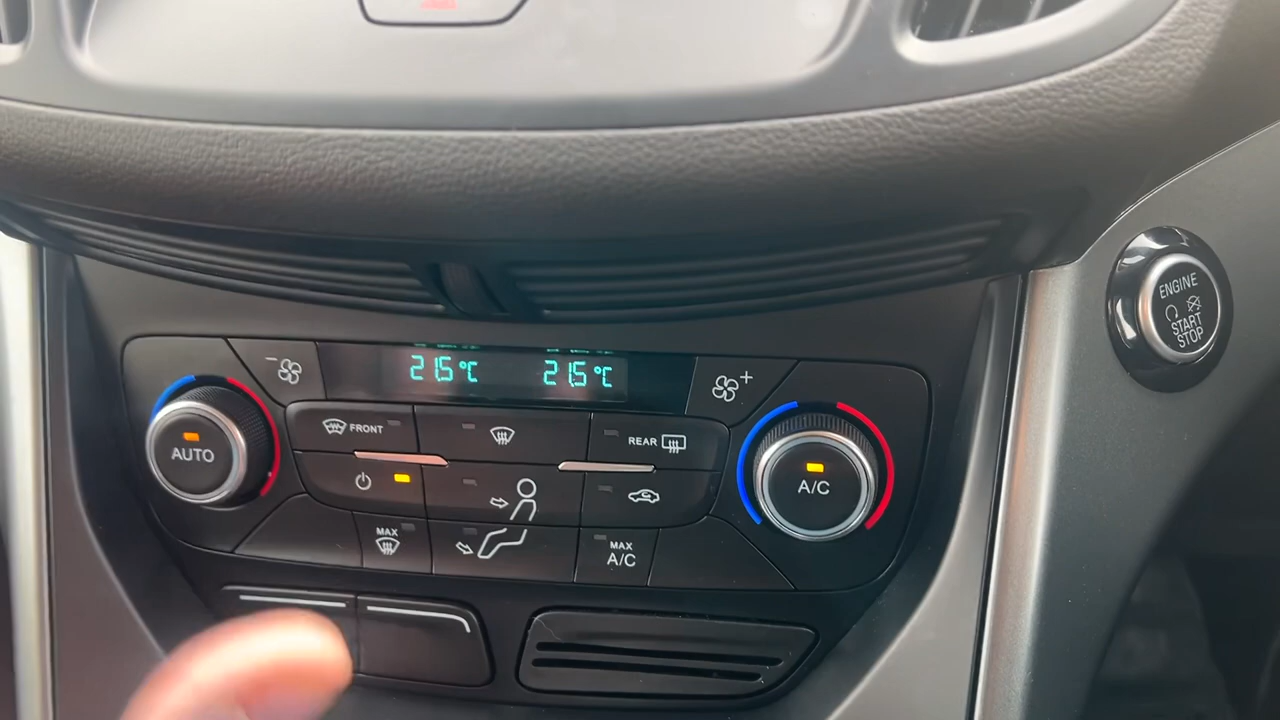 21.5°C 21.5°C
FRONT
REAR
AUTO
A/C
MAX
MAX
A/C
ENGINE
START
STOP